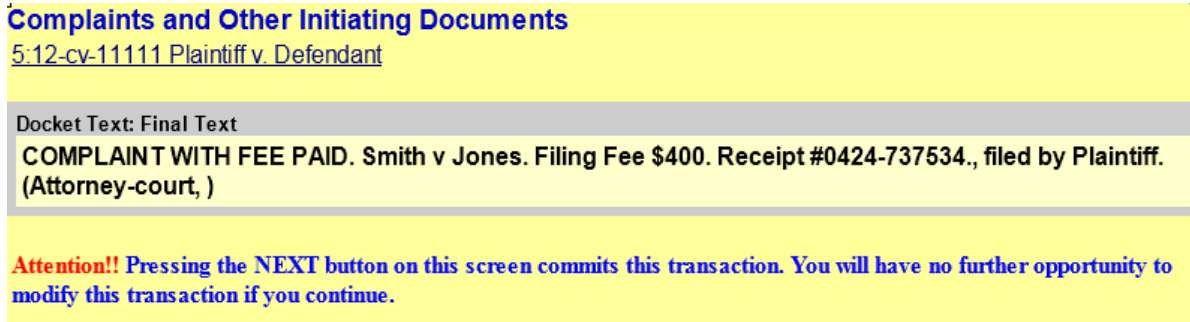 Complaints and Other Initiating Documents
5:12-cv-11111 Plaintiff v. Defendant
Docket Text: Final Text
COMPLAINT WITH FEE PAID. Smith v Jones. Filing Fee $400. Receipt #0424-737534., filed by Plaintiff.
(Attorney-court, )
Attention!! Pressing the NEXT button on this screen commits this transaction. You will have no further opportunity to
modify this transaction if you continue.